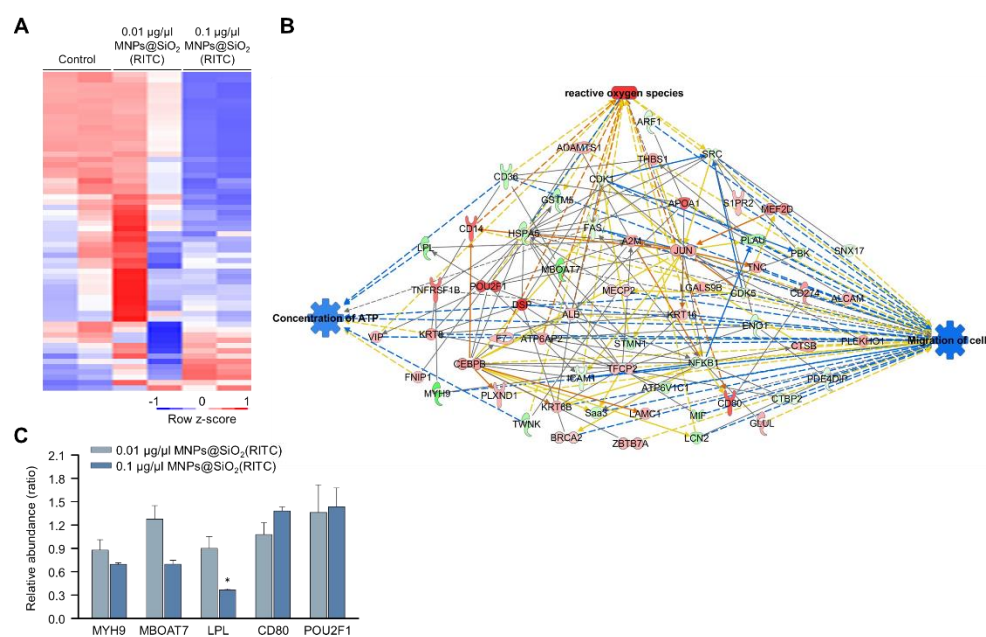 A
Control
0.01 µg/µl
MNPs@SiO₂
(RITC)
0.1 µg/µl
MNPs@SiO₂
(RITC)
-1 0 1
Row z-score
B
reactive oxygen species
ARF1
ADAMTS1
THBS1
SRC
CD36
CDK1
GSTM5
APOA1
S1PR2
MEF2D
CD14
HSPA5
FAS
A2M
JUN
PLAU
PBK
SNX17
LPL
MBOAT7
TNC
TNFRSF1B
POU2F1
MECP2
LGALS9B
CDK5
CD274
ALCAM
DSP
Concentration of ATP
ALB
KRT16
ENO1
VIP
KRT8
F7
ATP6AP2
STMN1
CTSB
PLEKHO1
Migration of cell
CEBPB
TFCP2
NFKB1
FNIP1
ICAM1
ATP6V1C1
PDE4DIP
MYH9
PLXND1
CD80
CTBP2
KRT6B
Saa3
LAMC1
MIF
TWNK
GLUL
BRCA2
ZBTB7A
LCN2
C
0.01 µg/µl MNPs@SiO₂(RITC)
0.1 µg/µl MNPs@SiO₂(RITC)
Relative abundance (ratio)
2.1
1.8
1.5
1.2
0.9
0.6
0.3
0.0
*
MYH9 MBOAT7 LPL CD80 POU2F1